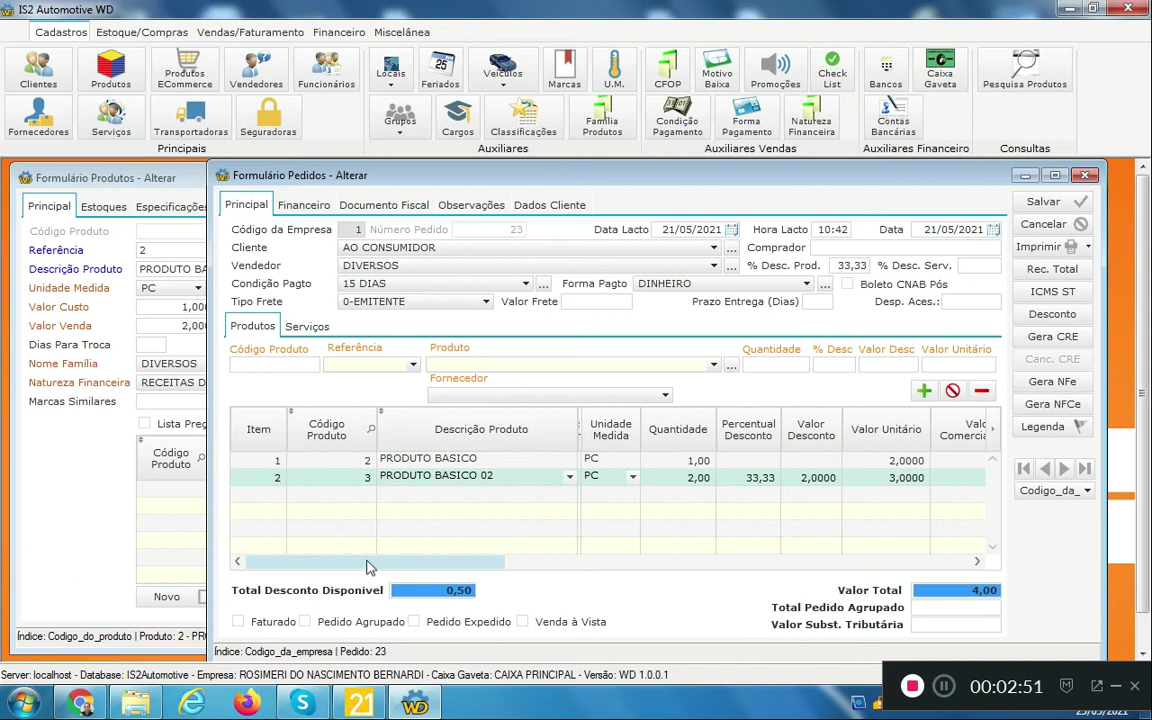 IS2 Automotive WD
Cadastros Estoque/Compras Vendas/Faturamento Financeiro Miscelânea
Clientes Produtos Produtos ECommerce Vendedores Funcionários Locais Feriados Veículos Marcas U.M. CFOP Motivo Baixa Promoções Check List Bancos Caixa Gaveta Pesquisa Produtos
Fornecedores Serviços Transportadoras Seguradoras Grupos Cargos Classificações Família Produtos Condição Pagamento Forma Pagamento Natureza Financeira Contas Bancárias
Principais Auxiliares Auxiliares Vendas Auxiliares Financeiro Consultas
Formulário Produtos - Alterar
Principal Estoques Especificações
Código Produto
Referência 2
Descrição Produto PRODUTO BA
Unidade Medida PC
Valor Custo 1,000
Valor Venda 2,000
Dias Para Troca
Nome Família DIVERSOS
Natureza Financeira RECEITAS D
Marcas Similares
Lista Preç
Código Produto
Novo
Índice: Codigo_do_produto | Produto: 2 - PR
Formulário Pedidos - Alterar
Principal Financeiro Documento Fiscal Observações Dados Cliente
Código da Empresa 1 Número Pedido 23 Data Lacto 21/05/2021 Hora Lacto 10:42 Data 21/05/2021
Cliente AO CONSUMIDOR Comprador
Vendedor DIVERSOS % Desc. Prod. 33,33 % Desc. Serv.
Condição Pagto 15 DIAS Forma Pagto DINHEIRO Boleto CNAB Pós
Tipo Frete 0-EMITENTE Valor Frete Prazo Entrega (Dias) Desp. Aces.:
Produtos Serviços
Código Produto Referência Produto Quantidade % Desc Valor Desc Valor Unitário
Fornecedor
Item Código Produto Descrição Produto Unidade Medida Quantidade Percentual Desconto Valor Desconto Valor Unitário Valo Comercia
1 2 PRODUTO BASICO PC 1,00 2,0000
2 3 PRODUTO BASICO 02 PC 2,00 33,33 2,0000 3,0000
Total Desconto Disponivel 0,50 Valor Total 4,00
Total Pedido Agrupado
Faturado Pedido Agrupado Pedido Expedido Venda à Vista Valor Subst. Tributária
Índice: Codigo_da_empresa | Pedido: 23
Salvar
Cancelar
Imprimir
Rec. Total
ICMS ST
Desconto
Gera CRE
Canc. CRE
Gera NFe
Gera NFCe
Legenda
Codigo_da_
Server: localhost - Database: IS2Automotive - Empresa: ROSIMERI DO NASCIMENTO BERNARDI - Caixa Gaveta: CAIXA PRINCIPAL - Versão: WD 1.0.0.1
00:02:51